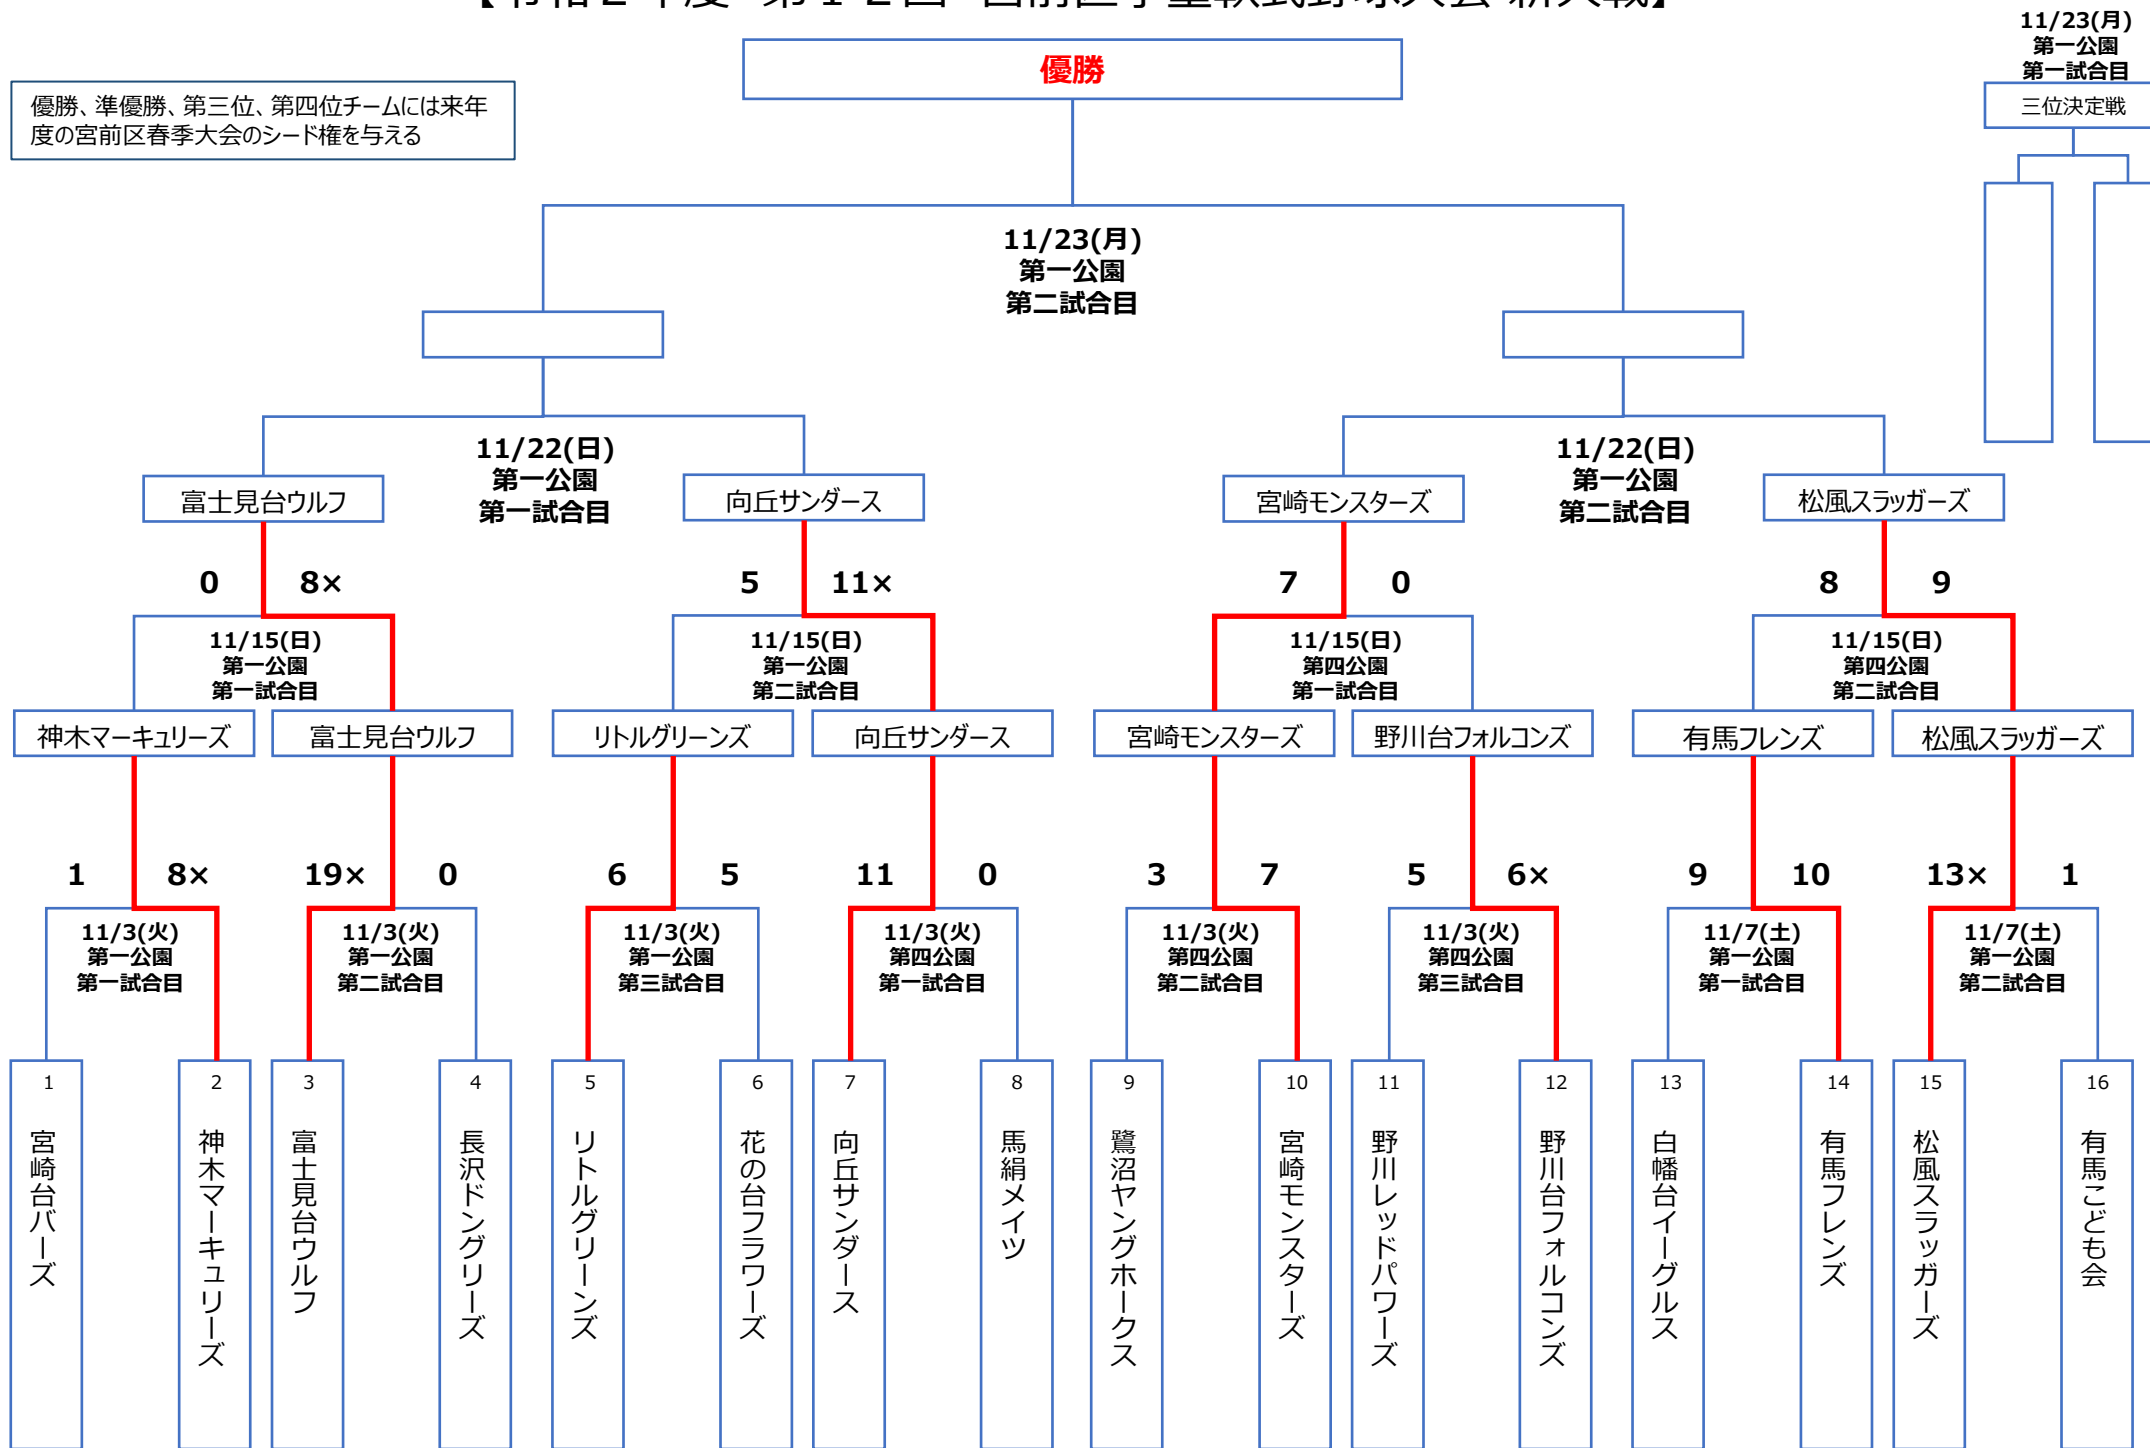 【令和２年度 第１２回 宮前区学童軟式野球大会 新人戦】
11/23(月)
第一公園
第一試合目
三位決定戦
優勝
優勝、準優勝、第三位、第四位チームには来年
度の宮前区春季大会のシード権を与える
11/23(月)
第一公園
第二試合目
11/22(日)
第一公園
第一試合目
11/22(日)
第一公園
第二試合目
富士見台ウルフ
向丘サンダース
宮崎モンスターズ
松風スラッガーズ
0 8×
5 11×
7 0
8 9
11/15(日)
第一公園
第一試合目
11/15(日)
第一公園
第二試合目
11/15(日)
第四公園
第一試合目
11/15(日)
第四公園
第二試合目
神木マーキュリーズ
富士見台ウルフ
リトルグリーンズ
向丘サンダース
宮崎モンスターズ
野川台フォルコンズ
有馬フレンズ
松風スラッガーズ
1 8×
19× 0
6 5
11 0
3 7
5 6×
9 10
13× 1
11/3(火)
第一公園
第一試合目
11/3(火)
第一公園
第二試合目
11/3(火)
第一公園
第三試合目
11/3(火)
第四公園
第一試合目
11/3(火)
第四公園
第二試合目
11/3(火)
第四公園
第三試合目
11/7(土)
第一公園
第一試合目
11/7(土)
第一公園
第二試合目
1
宮崎台バーズ
2
神木マーキュリーズ
3
富士見台ウルフ
4
長沢ドングリーズ
5
リトルグリーンズ
6
花の台フラワーズ
7
向丘サンダース
8
馬絹メイツ
9
鷺沼ヤングホークス
10
宮崎モンスターズ
11
野川レッドパワーズ
12
野川台フォルコンズ
13
白幡台イーグルス
14
有馬フレンズ
15
松風スラッガーズ
16
有馬こども会